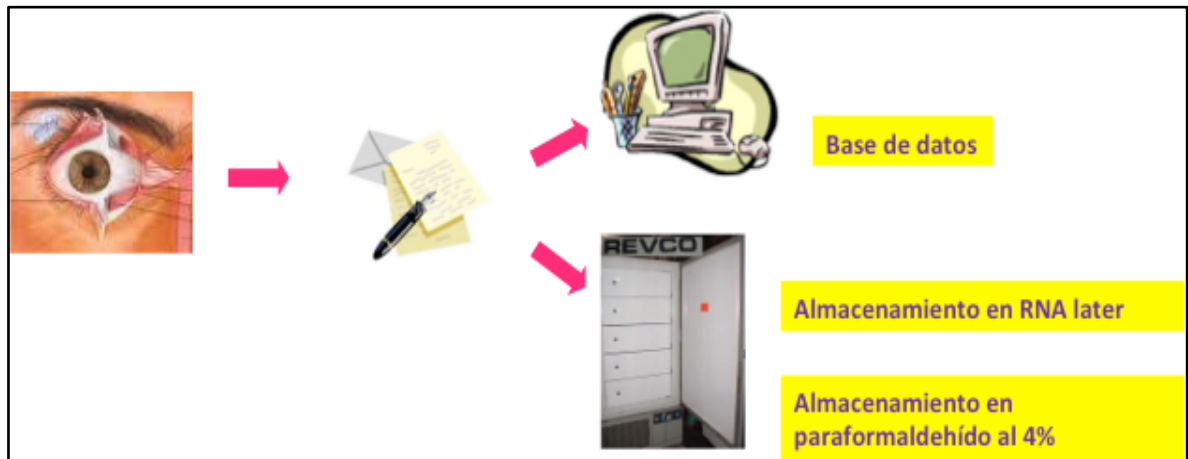 Base de datos
REVCO
Almacenamiento en RNA later
Almacenamiento en
paraformaldehído al 4%